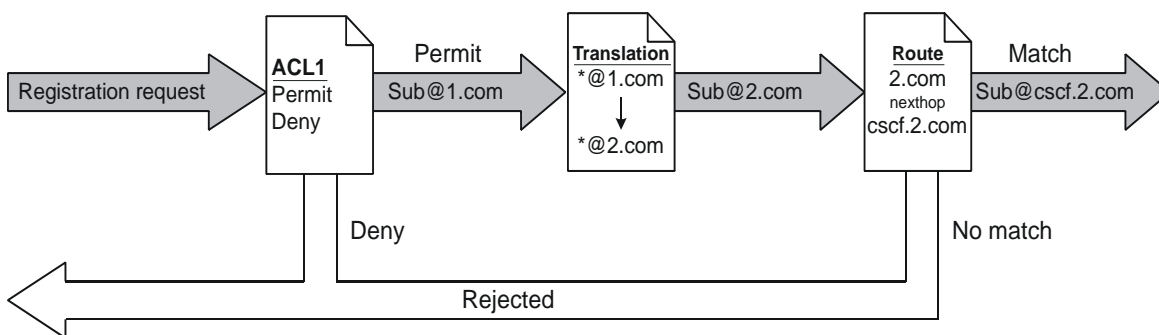 Registration request
ACL1
Permit
Deny
Permit
Sub@1.com
Translation
*@1.com
*@2.com
Sub@2.com
Route
2.com
nexthop
cscf.2.com
Match
Sub@cscf.2.com
Deny
No match
Rejected